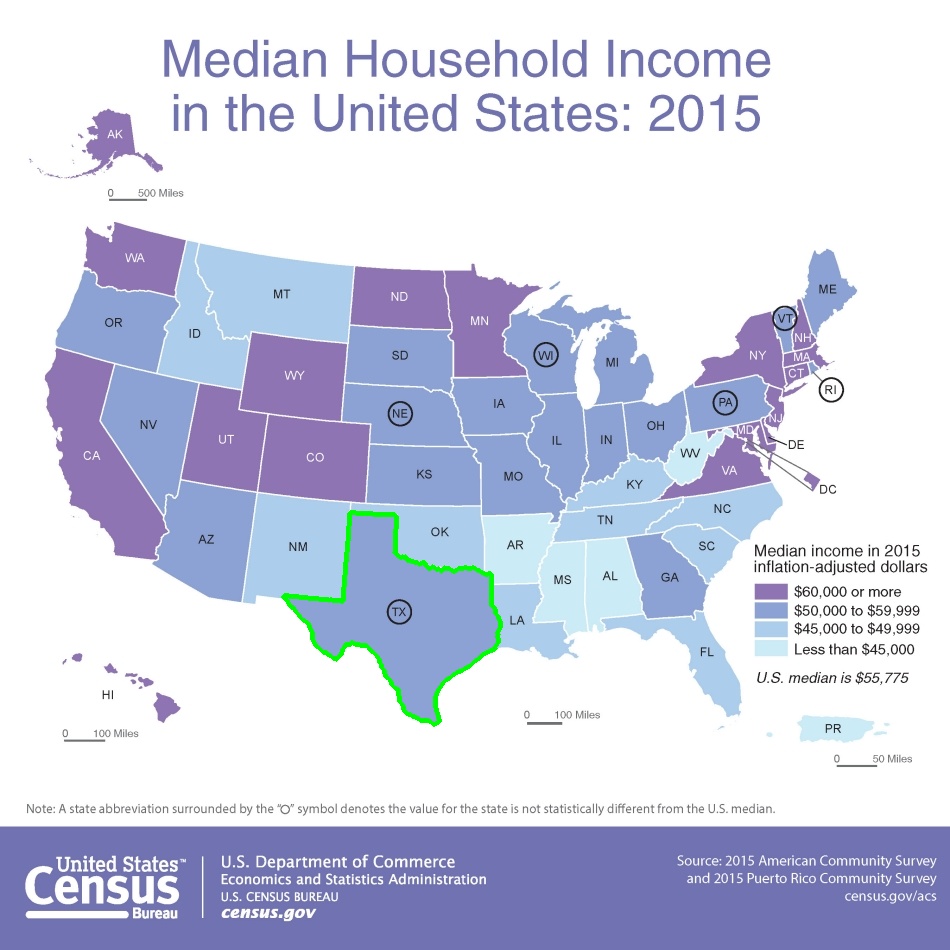 Median Household Income
in the United States: 2015
AK
0 500 Miles
WA
MT
ND
MN
ME
OR
ID
SD
WI
MI
VT
NH
NY
MA
CT
RI
WY
NE
IA
PA
NJ
NV
UT
CO
KS
MO
IL
IN
OH
WV
MD
DE
DC
CA
VA
KY
NC
AZ
NM
OK
AR
TN
SC
MS
AL
GA
TX
LA
FL
Median income in 2015
inflation-adjusted dollars
$60,000 or more
$50,000 to $59,999
$45,000 to $49,999
Less than $45,000
U.S. median is $55,775
HI
0 100 Miles
0 100 Miles
PR
0 50 Miles
Note: A state abbreviation surrounded by the "O" symbol denotes the value for the state is not statistically different from the U.S. median.
United States™
Census
Bureau
U.S. Department of Commerce
Economics and Statistics Administration
U.S. CENSUS BUREAU
census.gov
Source: 2015 American Community Survey
and 2015 Puerto Rico Community Survey
census.gov/acs